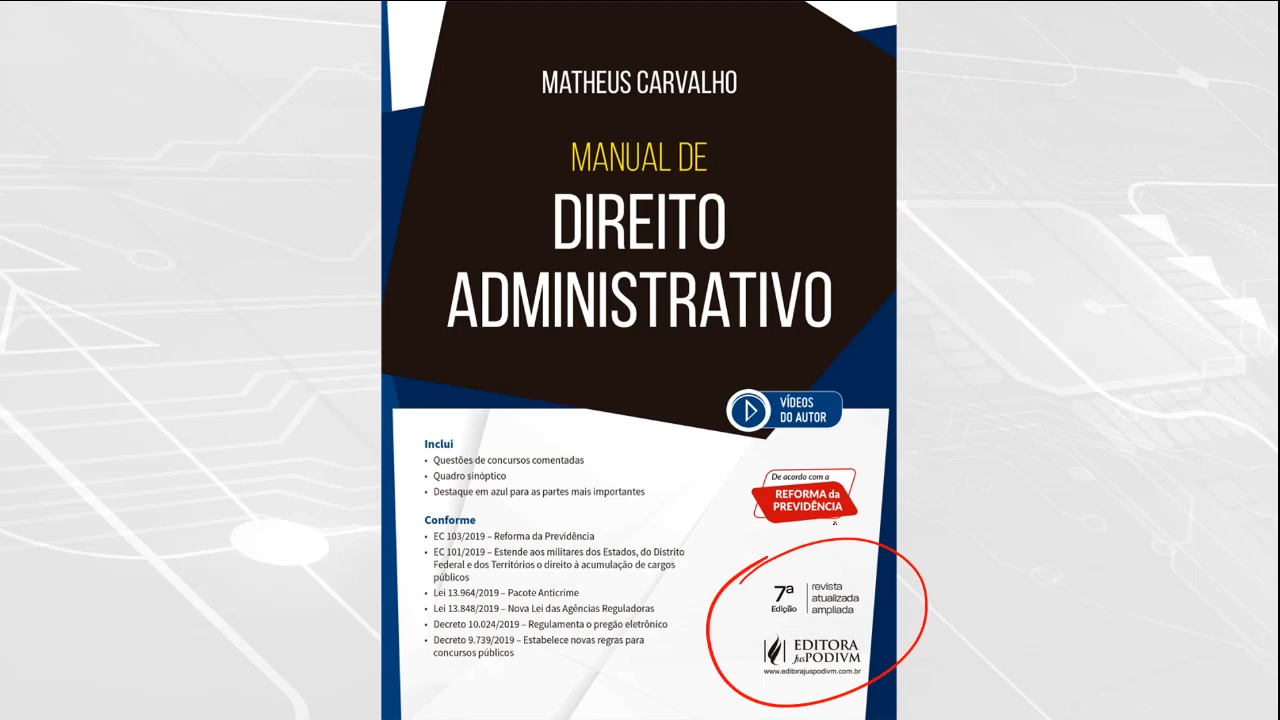 MATHEUS CARVALHO
MANUAL DE
DIREITO
ADMINISTRATIVO
VÍDEOS
DO AUTOR
Inclui
• Questões de concursos comentadas
• Quadro sinóptico
• Destaque em azul para as partes mais importantes
De acordo com a
REFORMA da
PREVIDÊNCIA
Conforme
• EC 103/2019 – Reforma da Previdência
• EC 101/2019 – Estende aos militares dos Estados, do Distrito
Federal e dos Territórios o direito à acumulação de cargos
públicos
• Lei 13.964/2019 – Pacote Anticrime
• Lei 13.848/2019 – Nova Lei das Agências Reguladoras
• Decreto 10.024/2019 – Regulamenta o pregão eletrônico
• Decreto 9.739/2019 – Estabelece novas regras para
concursos públicos
7ª
Edição
revista
atualizada
ampliada
EDITORA
JusPODIVM
www.editorajuspodivm.com.br